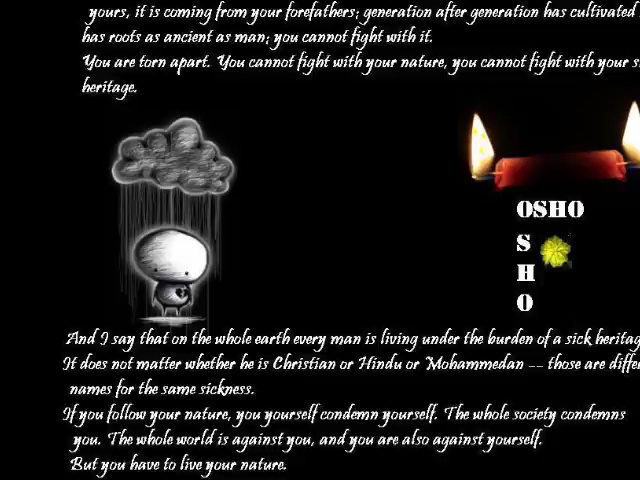 yours, it is coming from your forefathers; generation after generation has cultivated
has roots as ancient as man; you cannot fight with it.
You are torn apart. You cannot fight with your nature, you cannot fight with your
heritage.
OSHO
S
H
O
And I say that on the whole earth every man is living under the burden of a sick
It does not matter whether he is Christian or Hindu or Mohammedan -- those are
names for the same sickness.
If you follow your nature, you yourself condemn yourself. The whole society condemns
you. The whole world is against you, and you are also against yourself.
But you have to live your nature.